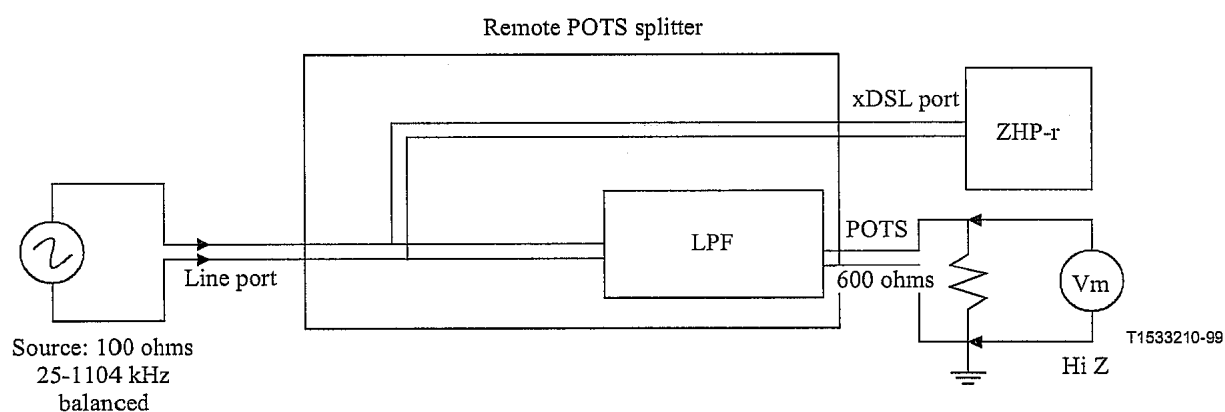 Remote POTS splitter
xDSL port
ZHP-r
LPF
POTS
Line port
600 ohms
Vm
T1533210-99
Source: 100 ohms
25-1104 kHz
balanced
Hi Z